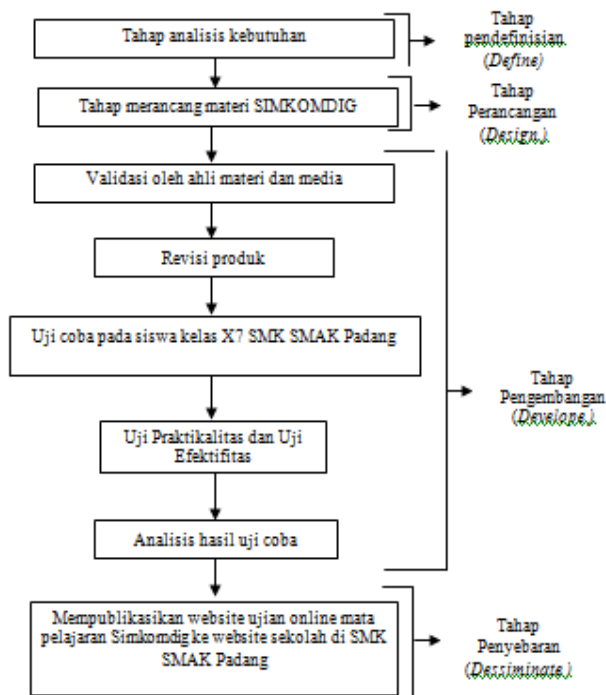 Tahap analisis kebutuhan
Tahap
pendefinisian
(Define)
Tahap merancang materi SIMKOMDIG
Tahap
Perancangan
(Design.)
Validasi oleh ahli materi dan media
Revisi produk
Uji coba pada siswa kelas X7 SMK SMAK Padang
Tahap
Pengembangan
(Develope.)
Uji Praktikalitas dan Uji
Efektifitas
Analisis hasil uji coba
Mempublikasikan website ujian online mata
pelajaran Simkomdig ke website sekolah di SMK
SMAK Padang
Tahap
Penyebaran
(Dessiminate.)